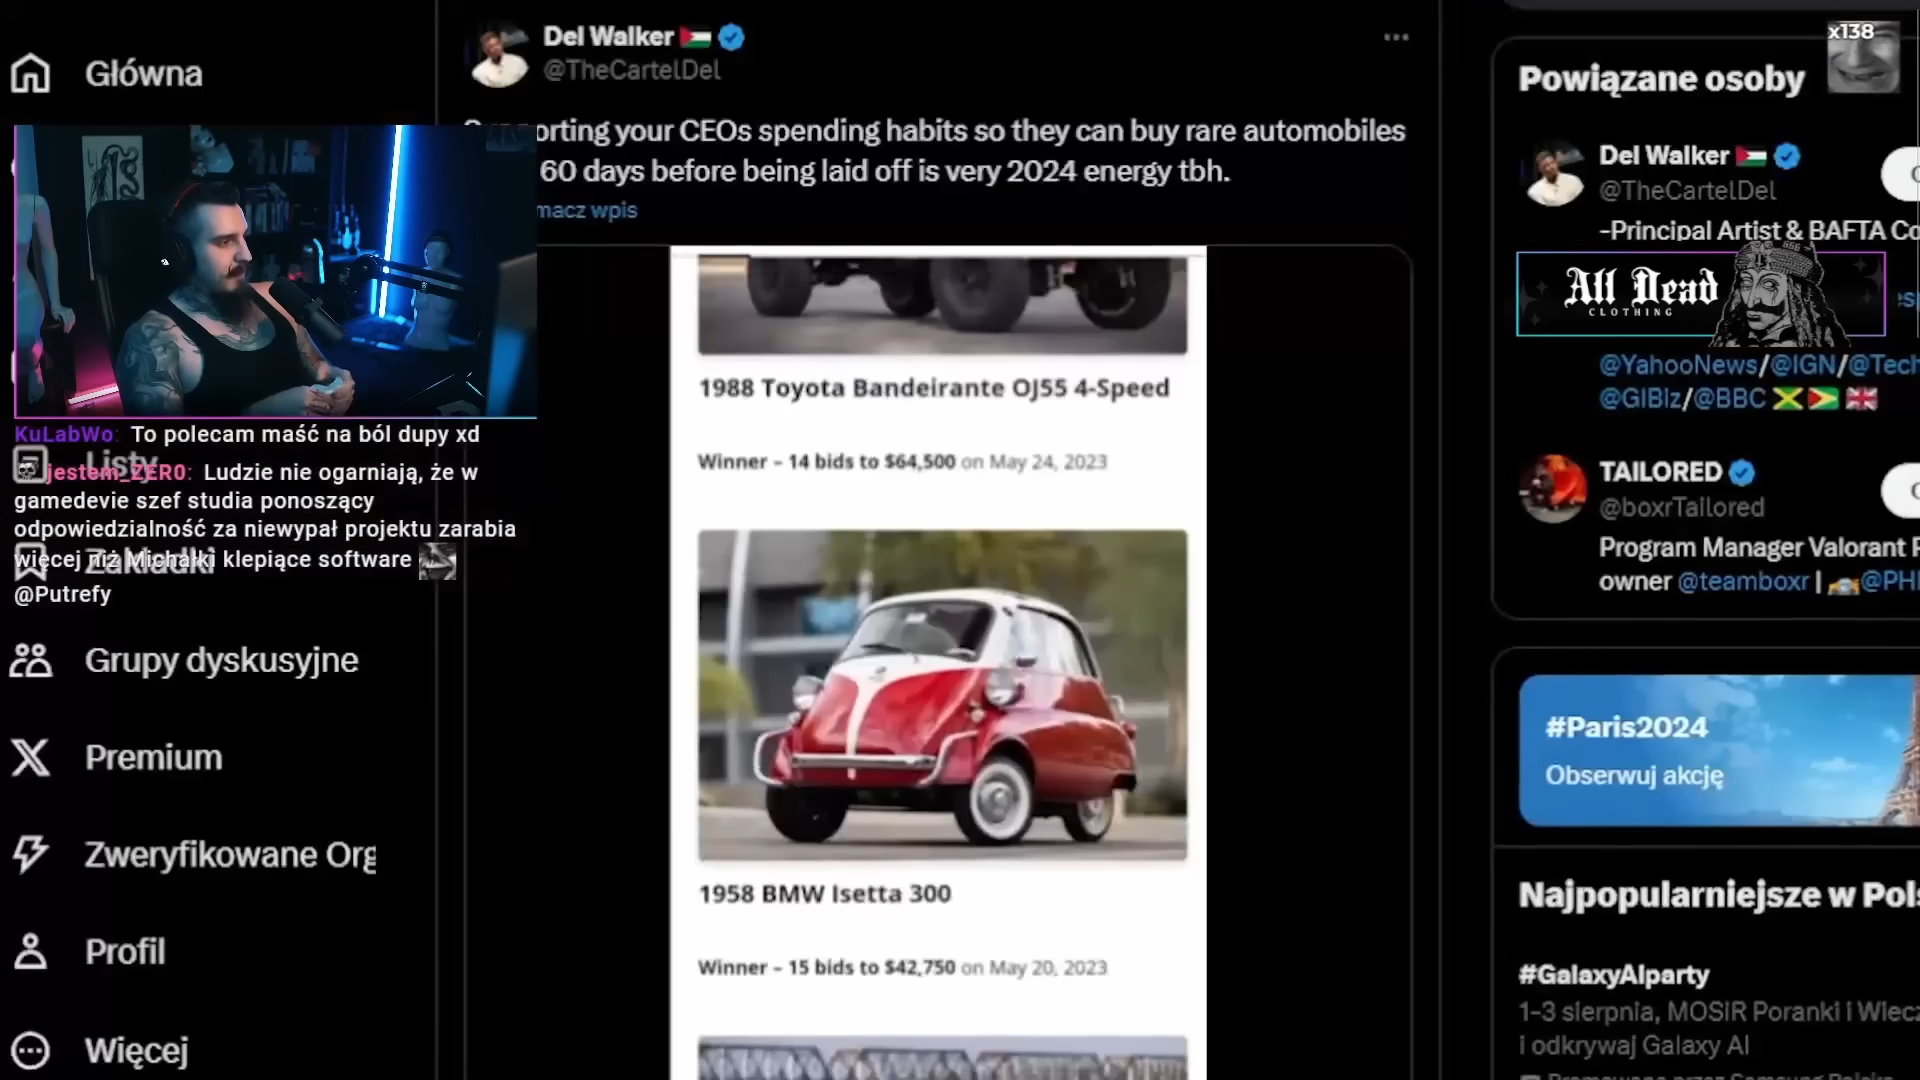 Główna
Del Walker
@TheCartelDel
orting your CEOs spending habits so they can buy rare automobiles
60 days before being laid off is very 2024 energy tbh.
macz wpis
1988 Toyota Bandeirante OJ55 4-Speed
Winner – 14 bids to $64,500 on May 24, 2023
1958 BMW Isetta 300
Winner – 15 bids to $42,750 on May 20, 2023
KuLabWo: To polecam maść na ból dupy xd
Listy
jestem_ZER0: Ludzie nie ogarniają, że w
gamedevie szef studia ponoszący
odpowiedzialność za niewypał projektu zarabia
więcej niż Michałki klepiące software
Zakładki
@Putrefy
Grupy dyskusyjne
Premium
Zweryfikowane Org
Profil
Więcej
x138
Powiązane osoby
Del Walker
@TheCartelDel
-Principal Artist & BAFTA Co
All Dead
CLOTHING
@YahooNews/@IGN/@Tech
@GIBiz/@BBC
TAILORED
@boxrTailored
Program Manager Valorant
owner @teamboxr | @PH
#Paris2024
Obserwuj akcję
Najpopularniejsze w Pols
#GalaxyAIparty
1-3 sierpnia, MOSiR Poranki i Wiecz
i odkrywaj Galaxy AI